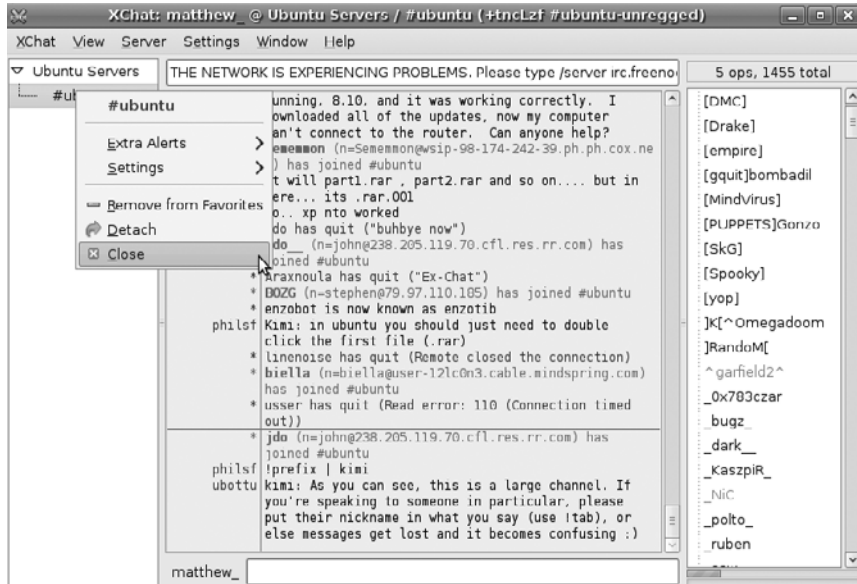 XChat: matthew_ @ Ubuntu Servers / #ubuntu (+tncLzf #ubuntu-unregged)
XChat View Server Settings Window Help
Ubuntu Servers
THE NETWORK IS EXPERIENCING PROBLEMS. Please type /server irc.freeno
5 ops, 1455 total
#ub
#ubuntu
Extra Alerts
Settings
Remove from Favorites
Detach
Close
unning, 8.10, and it was working correctly. I
ownloaded all of the updates, now my computer
an't connect to the router. Can anyone help?
ememmon (n=Sememmon@wsip-98-174-242-39.ph.ph.cox.ne
) has joined #ubuntu
t will part1.rar , part2.rar and so on.... but in
ere... its .rar.001
o.. xp nto worked
do has quit ("buhbye now")
do__ (n=john@238.205.119.70.cfl.res.rr.com) has
oined #ubuntu
* Araxnoula has quit ("Ex-Chat")
* DOZG (n=stephen@79.97.110.185) has joined #ubuntu
* enzobot is now known as enzotib
philsf Kimi: in ubuntu you should just need to double
click the first file (.rar)
* linenoise has quit (Remote closed the connection)
* biella (n=biella@user-12lc0n3.cable.mindspring.com)
has joined #ubuntu
* usser has quit (Read error: 110 (Connection timed
out))
* jdo (n=john@238.205.119.70.cfl.res.rr.com) has
joined #ubuntu
philsf !prefix | kimi
ubottu kimi: As you can see, this is a large channel. If
you're speaking to someone in particular, please
put their nickname in what you say (use !tab), or
else messages get lost and it becomes confusing :)
matthew_
[DMC]
[Drake]
[empire]
[gquit]bombadil
[MindVirus]
[PUPPETS]Gonzo
[SkG]
[Spooky]
[yop]
]K[^Omegadoom
]RandoM[
^garfield2^
_0x783czar
_bugz_
_dark__
_KaszpiR_
_NiC
_polto_
_ruben